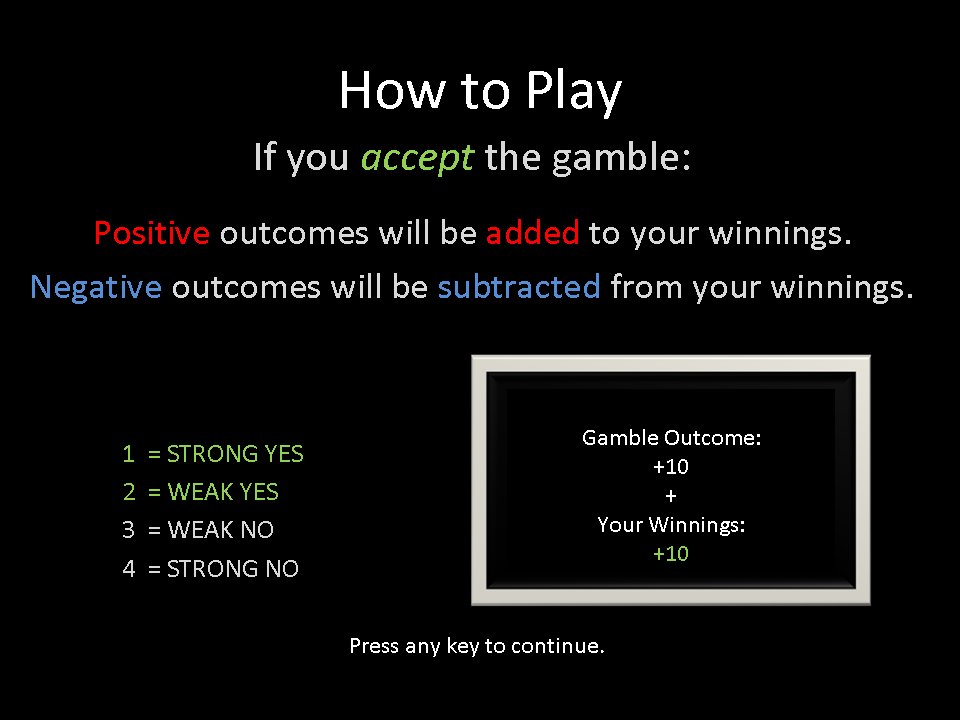 How to Play
If you accept the gamble:
Positive outcomes will be added to your winnings.
Negative outcomes will be subtracted from your winnings.
1 = STRONG YES
2 = WEAK YES
3 = WEAK NO
4 = STRONG NO
Gamble Outcome:
+10
+
Your Winnings:
+10
Press any key to continue.